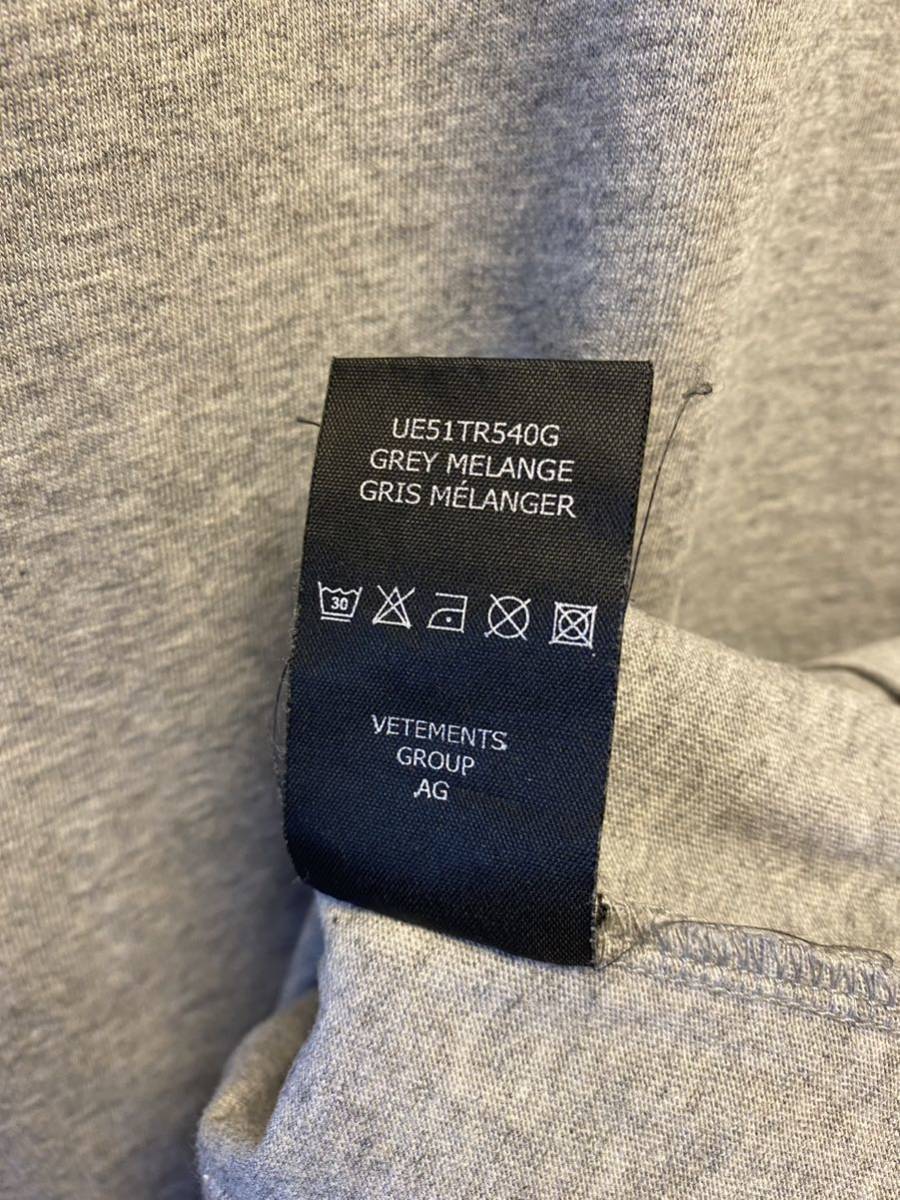 UE51TR540G
GREY MELANGE
GRIS MÉLANGER
30
VETEMENTS
GROUP
AG